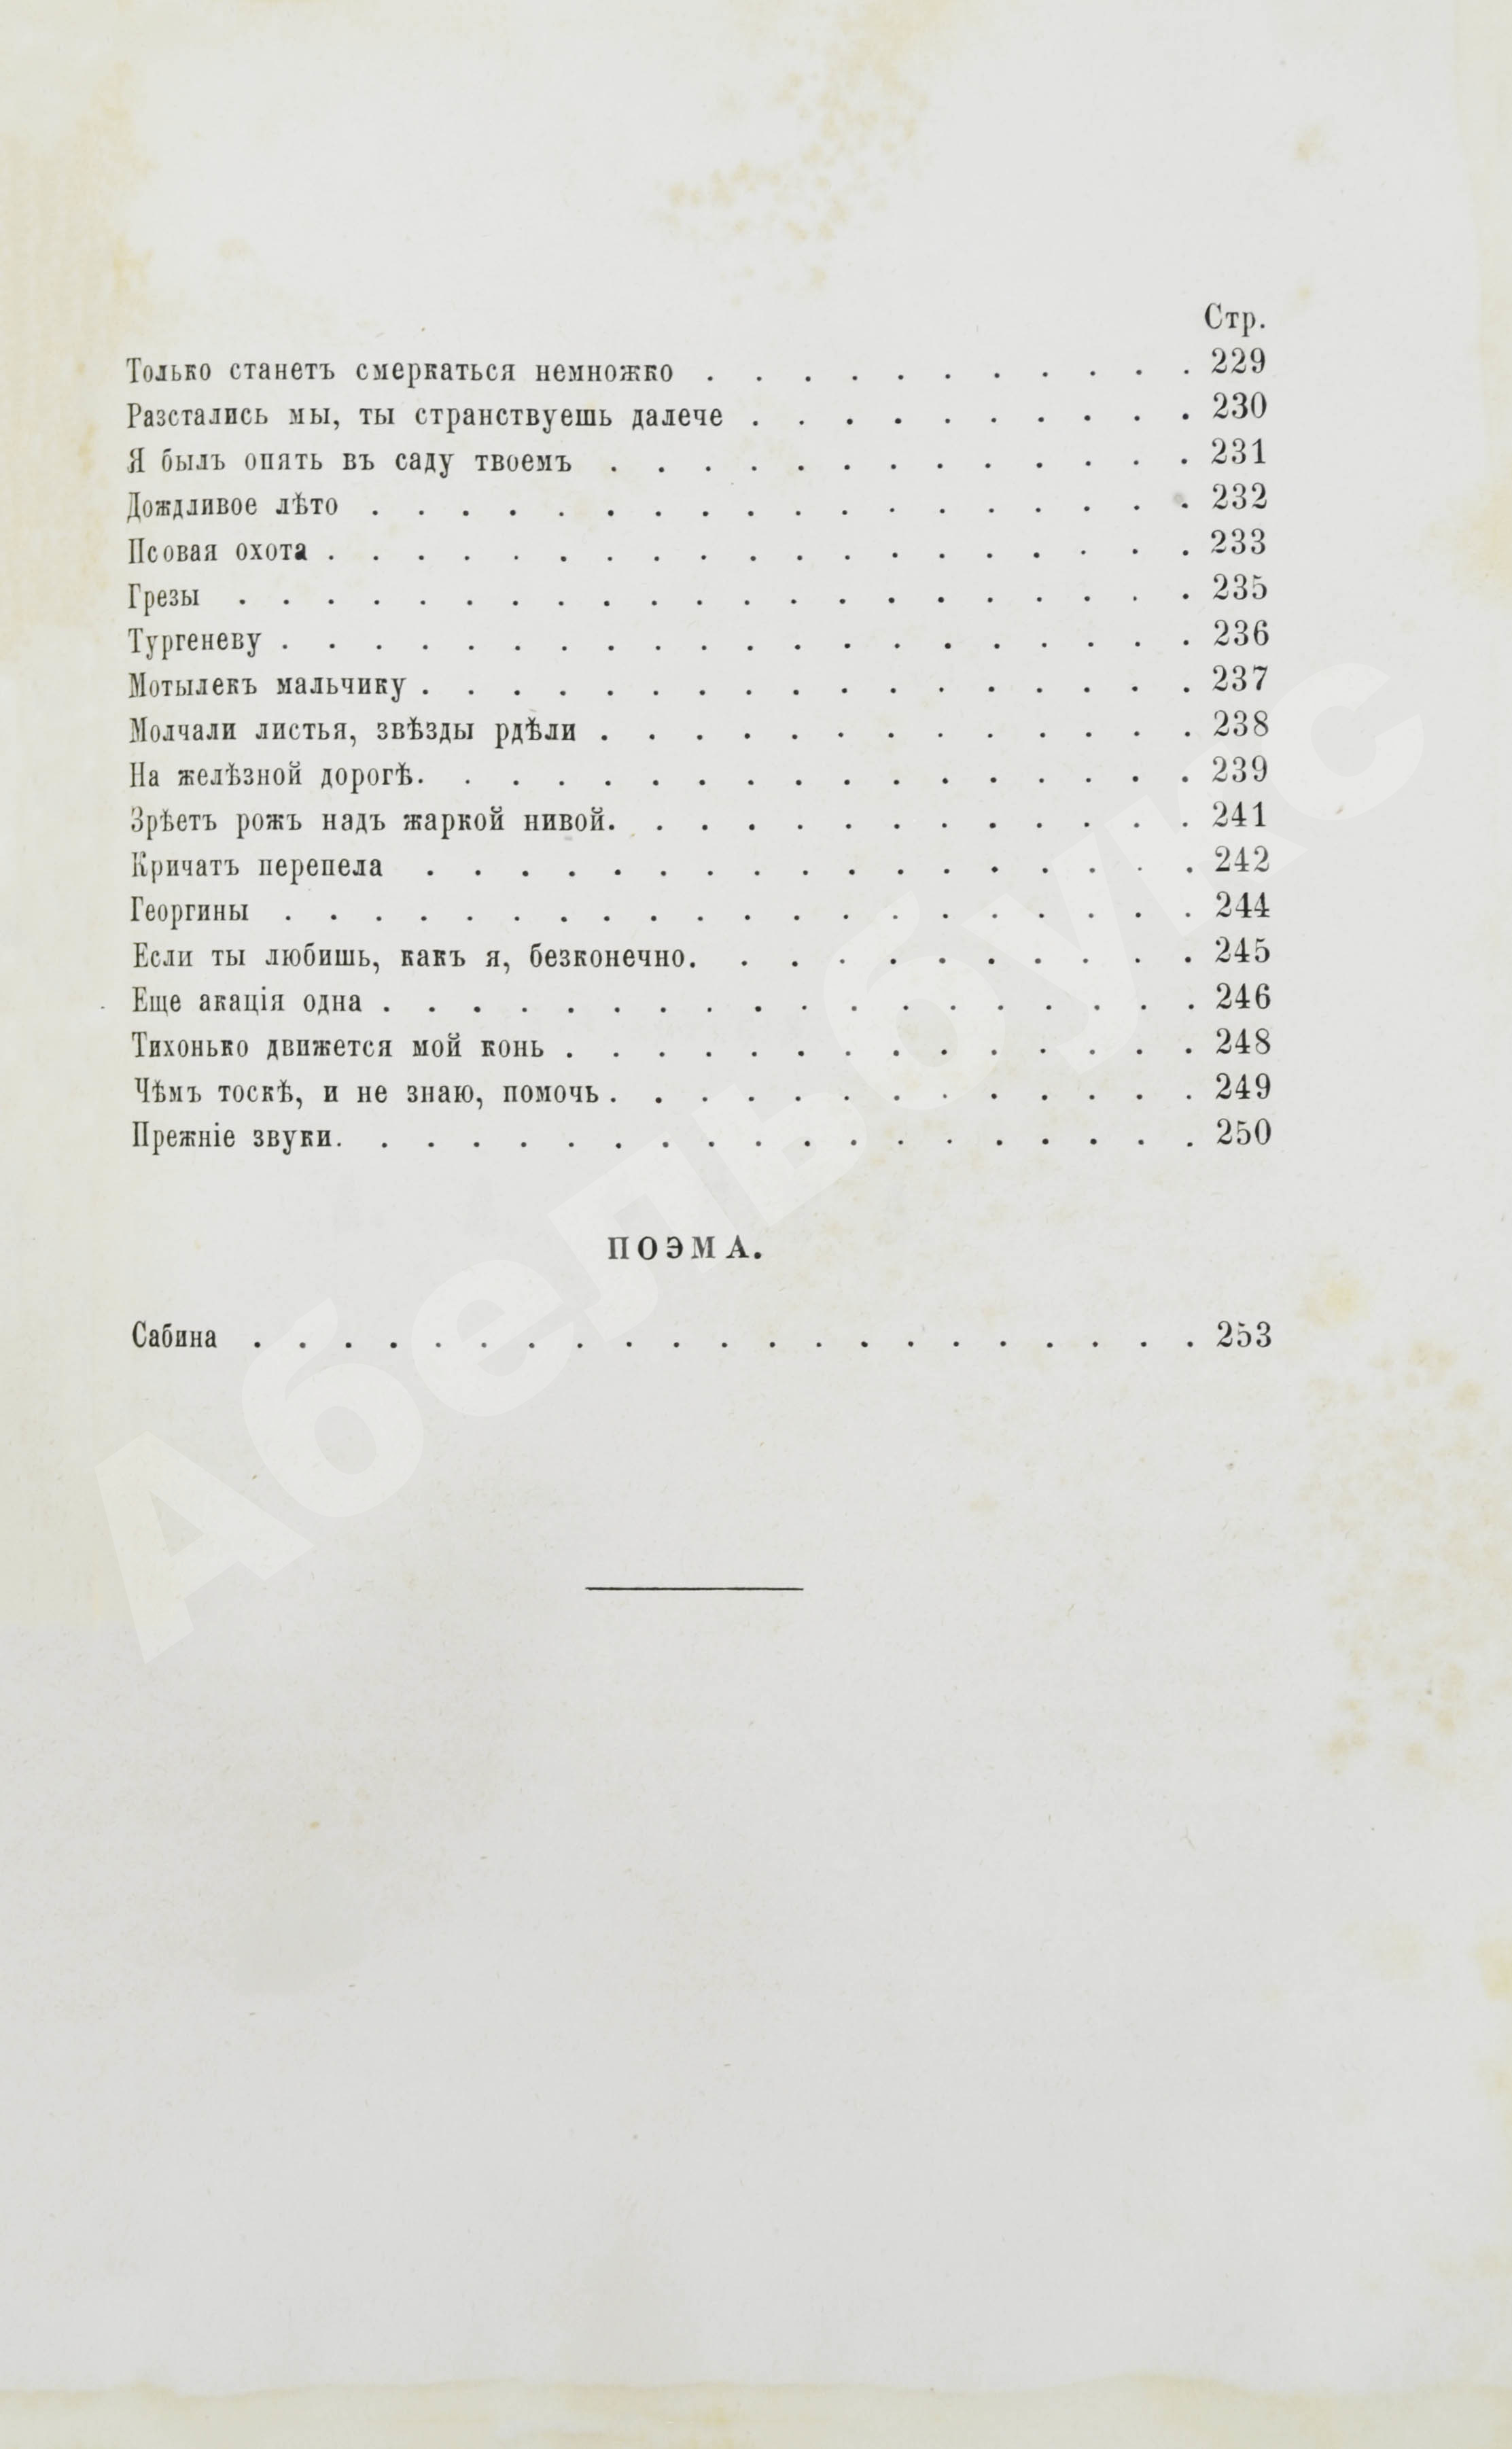 Стр.
Только станетъ смеркаться немножко . . . . . . . . . . . 229
Разстались мы, ты странствуешь далече . . . . . . . . . . 230
Я былъ опять въ саду твоемъ . . . . . . . . . . . . . 231
Дождливое лѣто . . . . . . . . . . . . . . . . . . 232
Псовая охота . . . . . . . . . . . . . . . . . . . 233
Грезы . . . . . . . . . . . . . . . . . . . . . 235
Тургеневу . . . . . . . . . . . . . . . . . . . . 236
Мотылекъ мальчику . . . . . . . . . . . . . . . . . 237
Молчали листья, звѣзды рдѣли . . . . . . . . . . . . . 238
На желѣзной дорогѣ. . . . . . . . . . . . . . . . . 239
Зрѣетъ рожъ надъ жаркой нивой. . . . . . . . . . . . . 241
Кричатъ перепела . . . . . . . . . . . . . . . . . 242
Георгины . . . . . . . . . . . . . . . . . . . . 244
Если ты любишь, какъ я, безконечно. . . . . . . . . . . 245
Еще акація одна . . . . . . . . . . . . . . . . . . 246
Тихонько движется мой конь . . . . . . . . . . . . . . 248
Чѣмъ тоскѣ, и не знаю, помочь . . . . . . . . . . . . . 249
Прежніе звуки. . . . . . . . . . . . . . . . . . . 250
ПОЭМА.
Сабина . . . . . . . . . . . . . . . . . . . . . 253
Абельбукс